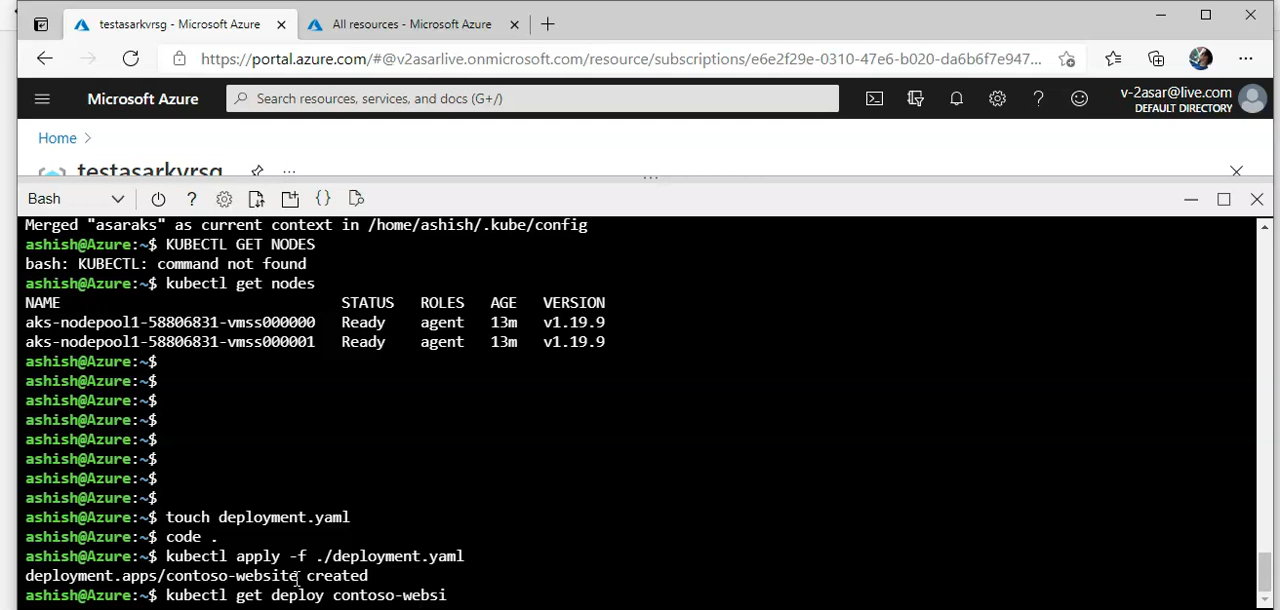 testasarkvrsg - Microsoft Azure
All resources - Microsoft Azure
https://portal.azure.com/#@v2asarlive.onmicrosoft.com/resource/subscriptions/e6e2f29e-0310-47e6-b020-da6b6f7e947...
Microsoft Azure
Search resources, services, and docs (G+/)
v-2asar@live.com
DEFAULT DIRECTORY
Home >
testasarkvrsg
Bash
Merged "asaraks" as current context in /home/ashish/.kube/config
ashish@Azure:~$ KUBECTL GET NODES
bash: KUBECTL: command not found
ashish@Azure:~$ kubectl get nodes
NAME STATUS ROLES AGE VERSION
aks-nodepool1-58806831-vmss000000 Ready agent 13m v1.19.9
aks-nodepool1-58806831-vmss000001 Ready agent 13m v1.19.9
ashish@Azure:~$
ashish@Azure:~$
ashish@Azure:~$
ashish@Azure:~$
ashish@Azure:~$
ashish@Azure:~$
ashish@Azure:~$
ashish@Azure:~$
ashish@Azure:~$ touch deployment.yaml
ashish@Azure:~$ code .
ashish@Azure:~$ kubectl apply -f ./deployment.yaml
deployment.apps/contoso-website created
ashish@Azure:~$ kubectl get deploy contoso-websi